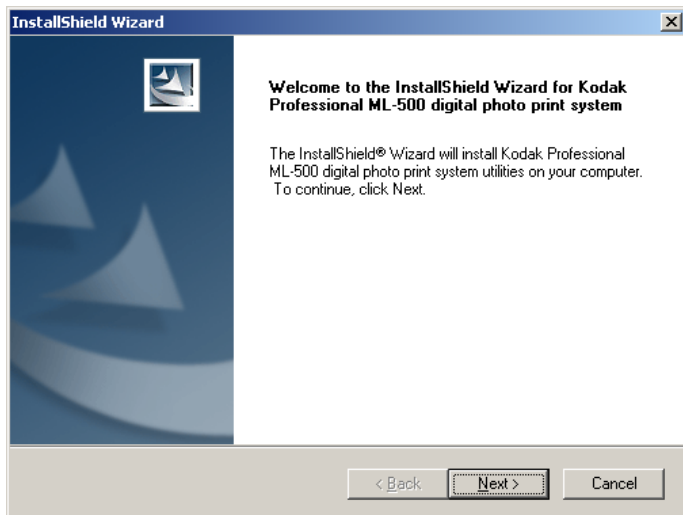 InstallShield Wizard
Welcome to the InstallShield Wizard for Kodak
Professional ML-500 digital photo print system
The InstallShield® Wizard will install Kodak Professional
ML-500 digital photo print system utilities on your computer.
To continue, click Next.
< Back
Next >
Cancel